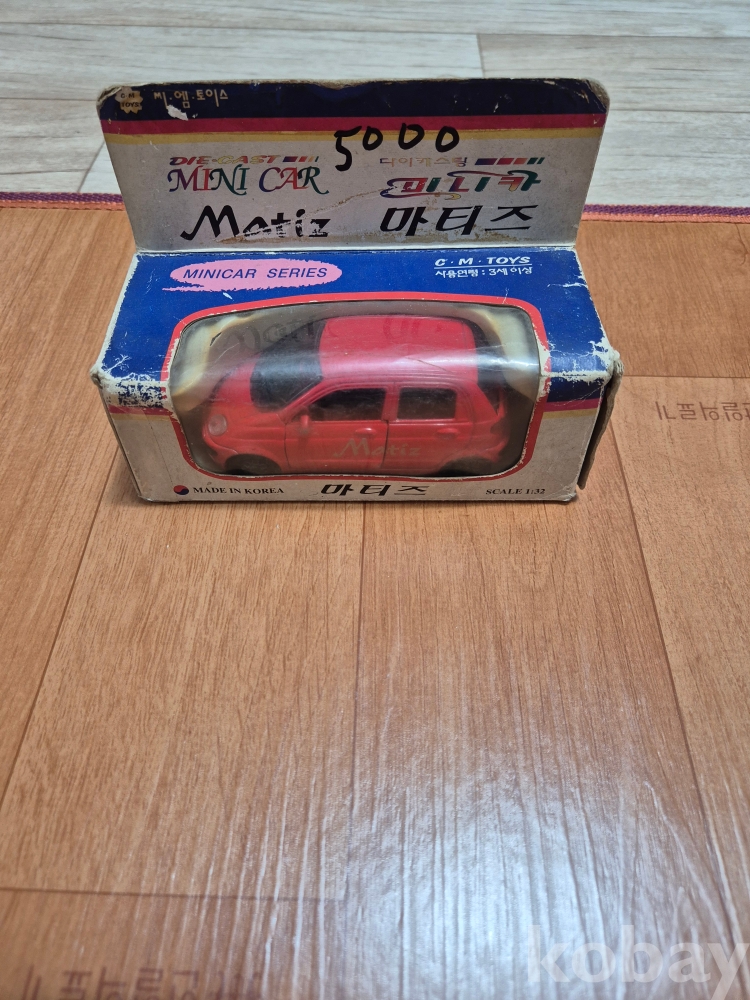 C M TOYS
씨·엠·토이스
5000
DIE-CAST
다이캐스팅
MINI CAR
미니카
Matiz
마티즈
MINICAR SERIES
C·M·TOYS
사용연령 : 3세 이상
Matiz
MADE IN KOREA
마티즈
SCALE 1:32
kobay